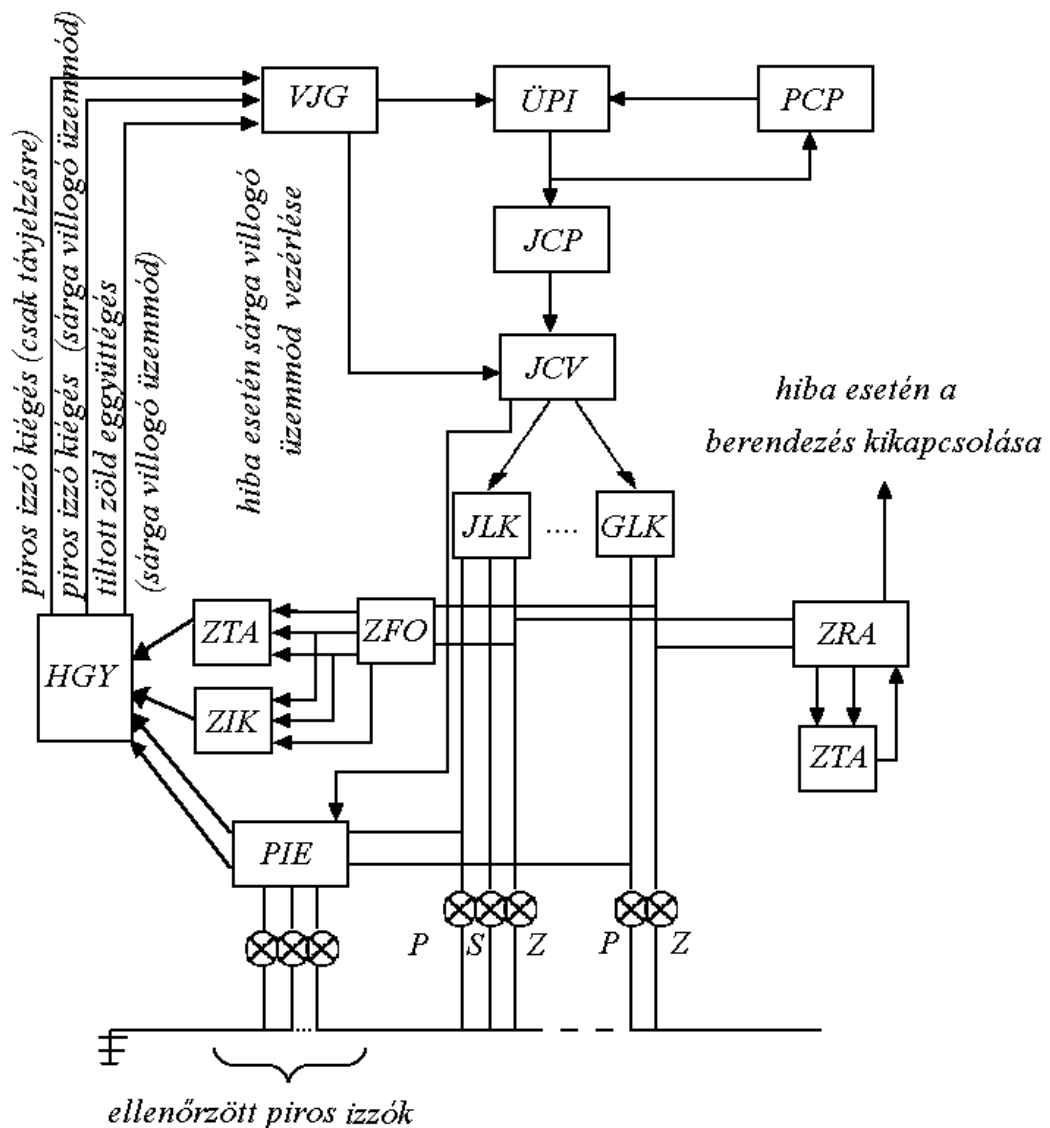 VJG
ÜPI
PCP
JCP
JCV
piros izzó kiégés (csak távjelzésre)
piros izzó kiégés (sárga villogó üzemmód)
tiltott zöld eggyüttégés
(sárga villogó üzemmód)
hiba esetén sárga villogó
üzemmód vezérlése
hiba esetén a
berendezés kikapcsolása
JLK
....
GLK
HGY
ZTA
ZFO
ZRA
ZIK
ZTA
PIE
P
S
Z
P
Z
...
ellenőrzött piros izzók